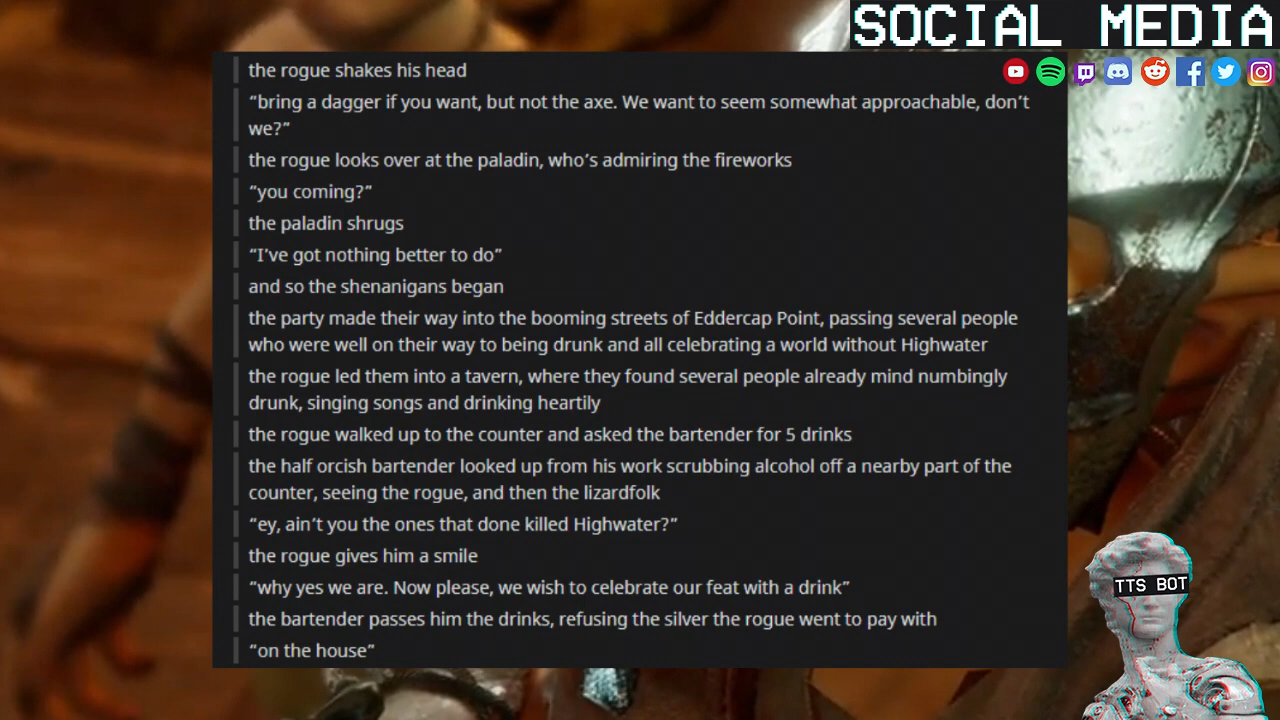 SOCIAL MEDIA
the rogue shakes his head
“bring a dagger if you want, but not the axe. We want to seem somewhat approachable, don’t
we?”
the rogue looks over at the paladin, who’s admiring the fireworks
“you coming?”
the paladin shrugs
“I’ve got nothing better to do”
and so the shenanigans began
the party made their way into the booming streets of Eddercap Point, passing several people
who were well on their way to being drunk and all celebrating a world without Highwater
the rogue led them into a tavern, where they found several people already mind numbingly
drunk, singing songs and drinking heartily
the rogue walked up to the counter and asked the bartender for 5 drinks
the half orcish bartender looked up from his work scrubbing alcohol off a nearby part of the
counter, seeing the rogue, and then the lizardfolk
“ey, ain’t you the ones that done killed Highwater?”
the rogue gives him a smile
“why yes we are. Now please, we wish to celebrate our feat with a drink”
the bartender passes him the drinks, refusing the silver the rogue went to pay with
“on the house”
TTS BOT